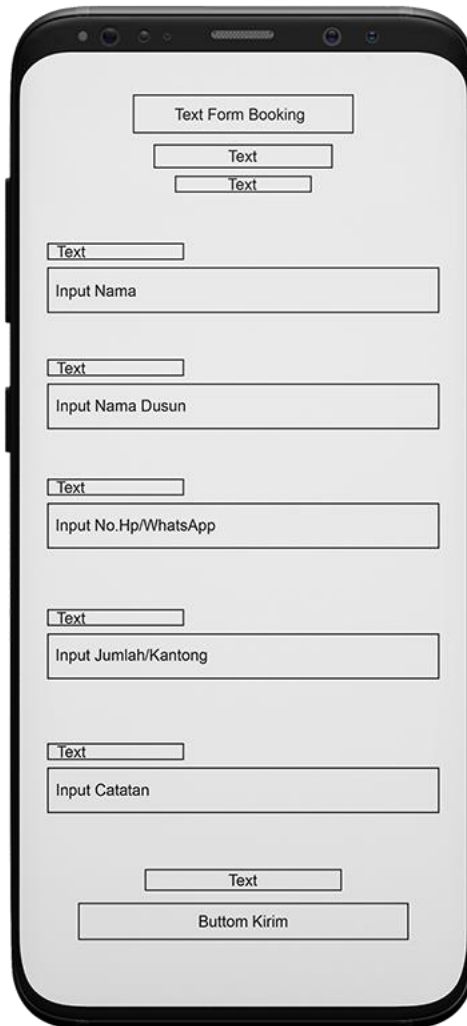 Text Form Booking
Text
Text
Text
Input Nama
Text
Input Nama Dusun
Text
Input No.Hp/WhatsApp
Text
Input Jumlah/Kantong
Text
Input Catatan
Text
Buttom Kirim